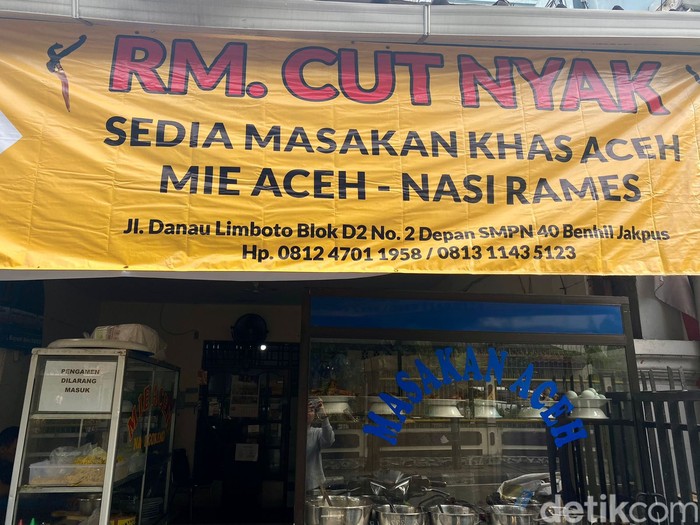 RM. CUT NYAK
SEDIA MASAKAN KHAS ACEH
MIE ACEH - NASI RAMES
Jl. Danau Limboto Blok D2 No. 2 Depan SMPN 40 Benhil Jakpus
Hp. 0812 4701 1958 / 0813 1143 5123
PENGAMEN
DILARANG
MASUK
MASAKAN ACEH
detikcom